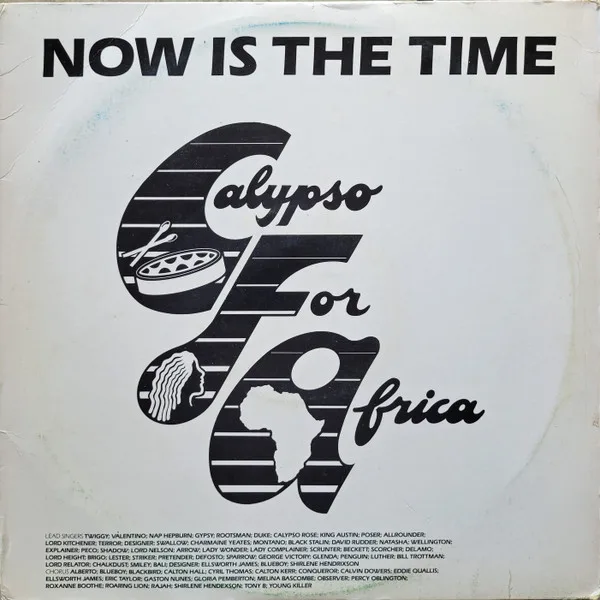 NOW IS THE TIME
Calypso
For
Africa
LEAD SINGERS TWIGGY; VALENTINO; NAP HEPBURN; GYPSY; ROOTSMAN; DUKE; CALYPSO ROSE; KING AUSTIN; POSER; ALLROUNDER;
LORD KITCHENER; TERROR; DESIGNER; SWALLOW; CHARMAINE YEATES; MONTANO; BLACK STALIN; DAVID RUDDER; NATASHA; WELLINGTON;
EXPLAINER; PECO; SHADOW; LORD NELSON; ARROW; LADY WONDER; LADY COMPLAINER; SCRUNTER; BECKETT; SCORCHER; DELAMO;
LORD HEIGHT; BRIGO; LESTER; STRIKER; PRETENDER; DEFOSTO; SPARROW; GEORGE VICTORY; GLENDA; PENGUIN; LUTHER; BILL TROTTMAN;
LORD RELATOR; CHALKDUST; SMILEY; BALI; DESIGNER; ELLSWORTH JAMES; BLUEBOY; SHIRLENE HENDRIXSON
CHORUS ALBERTO; BLUEBOY; BLACKBIRD; CALTON HALL; CYRIL THOMAS; CALTON KERR; CONQUEROR; CALVIN DOWERS; EDDIE QUALLIS;
ELLSWORTH JAMES; ERIC TAYLOR; GASTON NUNES; GLORIA PEMBERTON; MELINA BASCOMBE; OBSERVER; PERCY OBLINGTON;
ROXANNE BOOTHE; ROARING LION; RAJAH; SHIRLENE HENDRIXSON; TONY B; YOUNG KILLER